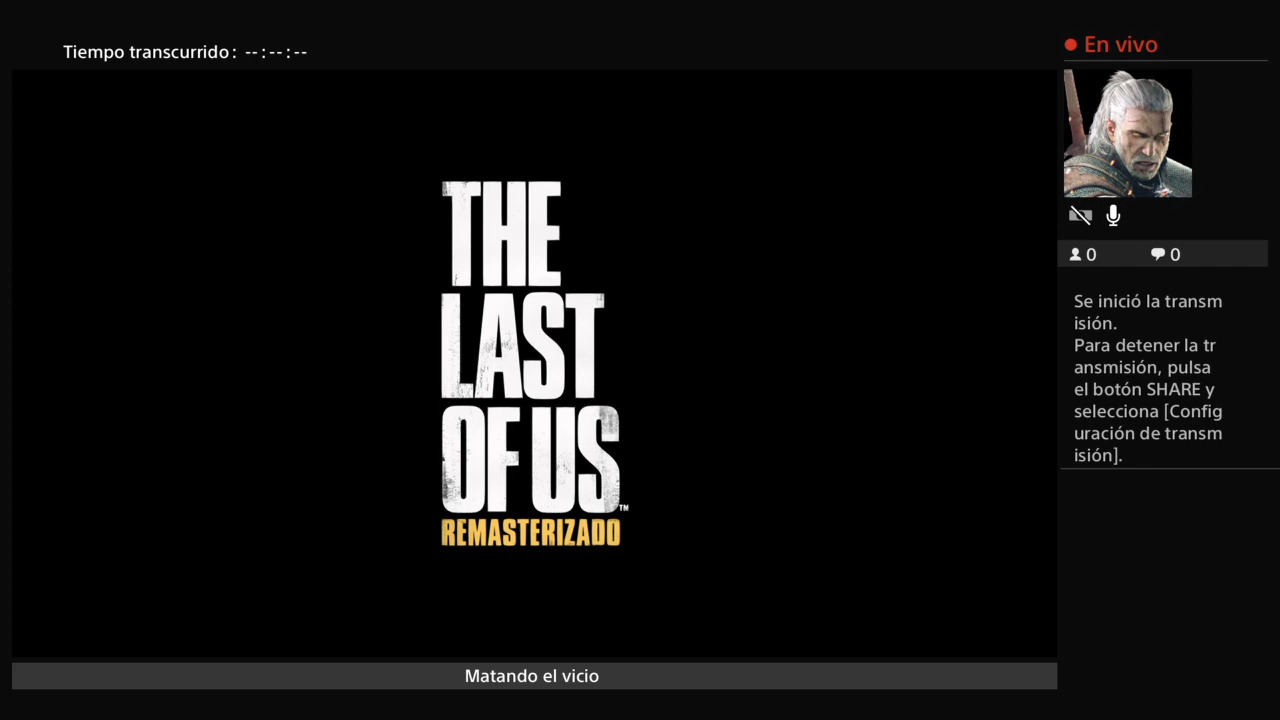 Tiempo transcurrido: --:--:--
En vivo
THE
LAST
OF US™
REMASTERIZADO
0
0
Se inició la transm
isión.
Para detener la tr
ansmisión, pulsa
el botón SHARE y
selecciona [Config
uración de transm
isión].
Matando el vicio